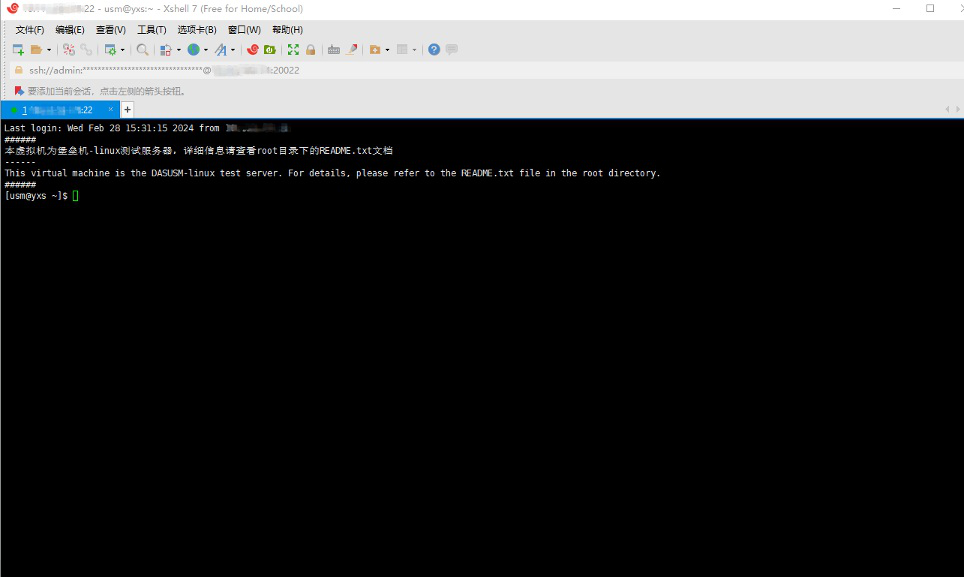 :22 - usm@yxs:~ - Xshell 7 (Free for Home/School)
文件(F) 编辑(E) 查看(V) 工具(T) 选项卡(B) 窗口(W) 帮助(H)
ssh://admin:********************************@ :20022
要添加当前会话，点击左侧的箭头按钮。
1 :22 × +
Last login: Wed Feb 28 15:31:15 2024 from
######
本虚拟机为堡垒机-linux测试服务器，详细信息请查看root目录下的README.txt文档
------
This virtual machine is the DASUSM-linux test server. For details, please refer to the README.txt file in the root directory.
######
[usm@yxs ~]$